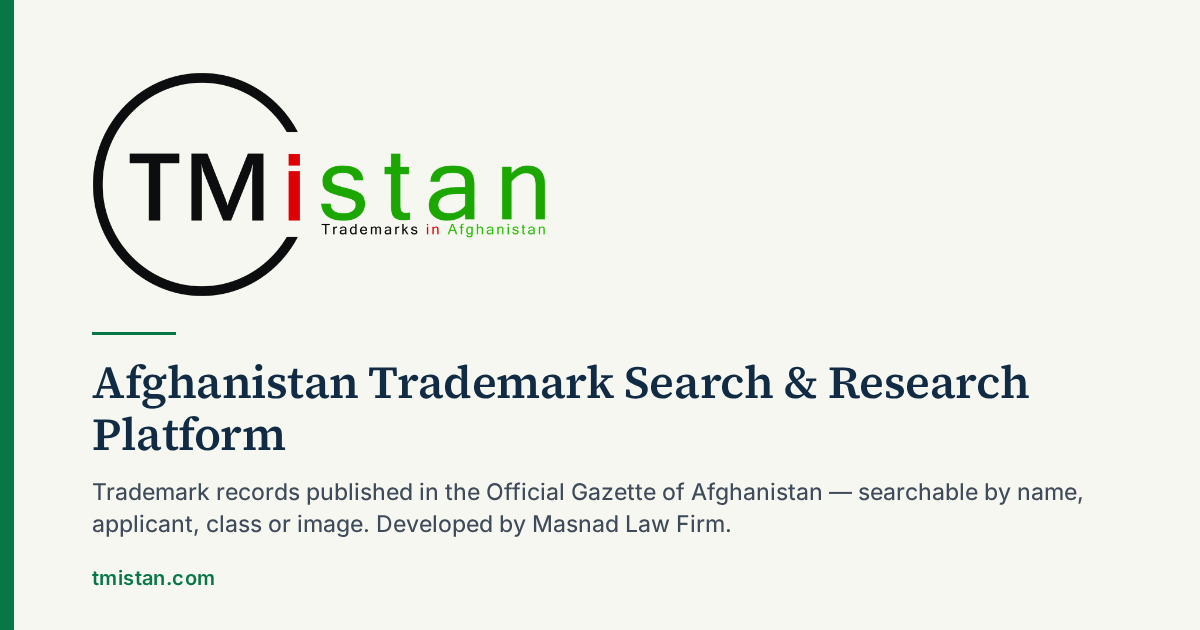 TMistan
Trademarks in Afghanistan
Afghanistan Trademark Search & Research
Platform
Trademark records published in the Official Gazette of Afghanistan — searchable by name,
applicant, class or image. Developed by Masnad Law Firm.
tmistan.com